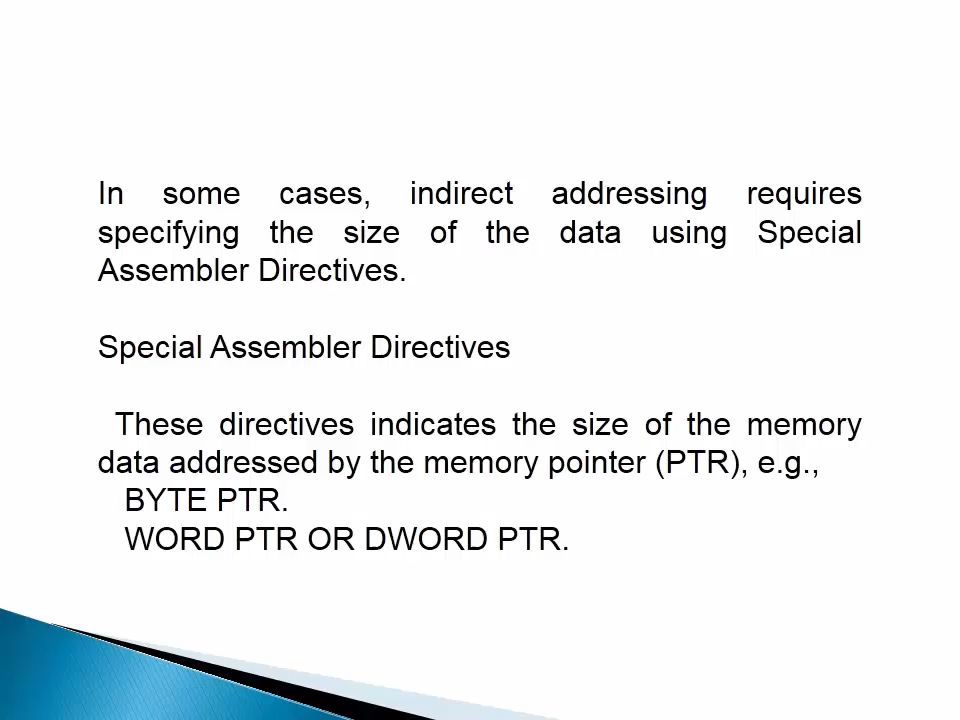 In some cases, indirect addressing requires
specifying the size of the data using Special
Assembler Directives.
Special Assembler Directives
These directives indicates the size of the memory
data addressed by the memory pointer (PTR), e.g.,
BYTE PTR.
WORD PTR OR DWORD PTR.